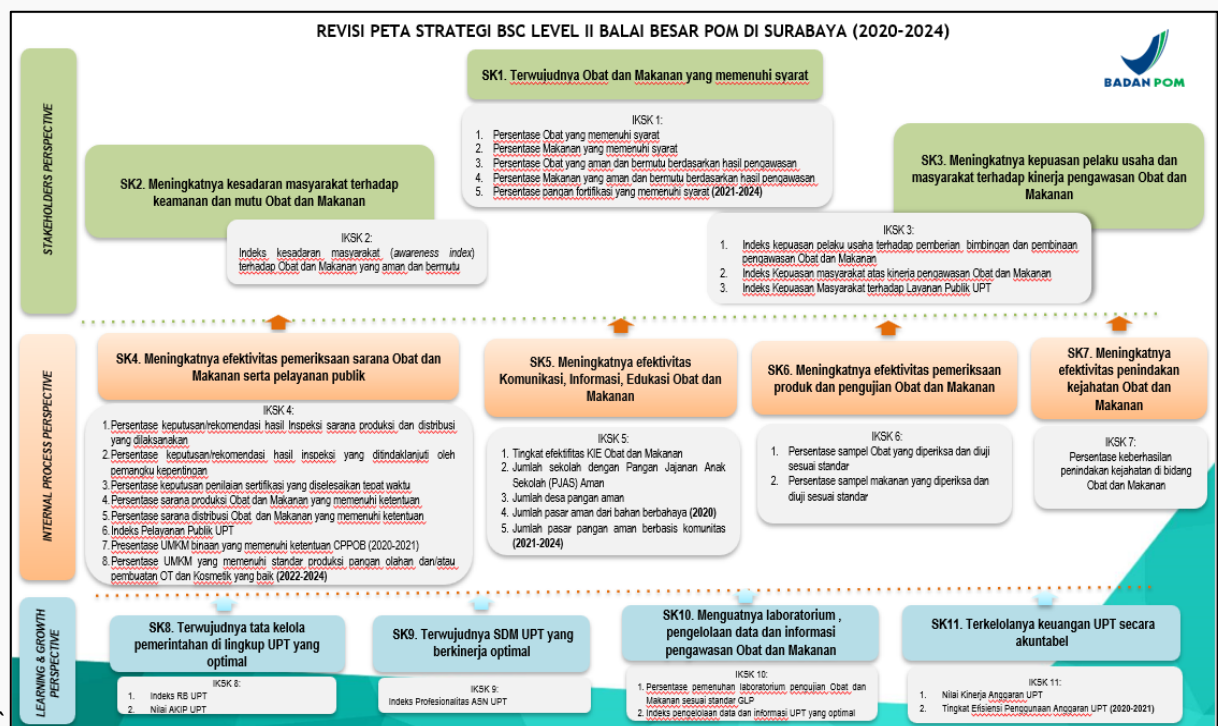 REVISI PETA STRATEGI BSC LEVEL II BALAI BESAR POM DI SURABAYA (2020-2024)
BADAN POM
STAKEHOLDERS PERSPECTIVE
SK1. Terwujudnya Obat dan Makanan yang memenuhi syarat
IKSK 1:
1. Persentase Obat yang memenuhi syarat
2. Persentase Makanan yang memenuhi syarat
3. Persentase Obat yang aman dan bermutu berdasarkan hasil pengawasan
4. Persentase Makanan yang aman dan bermutu berdasarkan hasil pengawasan
5. Persentase pangan fortifikasi yang memenuhi syarat (2021-2024)
SK2. Meningkatnya kesadaran masyarakat terhadap
keamanan dan mutu Obat dan Makanan
IKSK 2:
Indeks kesadaran masyarakat (awareness index)
terhadap Obat dan Makanan yang aman dan bermutu
SK3. Meningkatnya kepuasan pelaku usaha dan
masyarakat terhadap kinerja pengawasan Obat dan
Makanan
IKSK 3:
1. Indeks kepuasan pelaku usaha terhadap pemberian bimbingan dan pembinaan
pengawasan Obat dan Makanan
2. Indeks Kepuasan masyarakat atas kinerja pengawasan Obat dan Makanan
3. Indeks Kepuasan Masyarakat terhadap Layanan Publik UPT
INTERNAL PROCESS PERSPECTIVE
SK4. Meningkatnya efektivitas pemeriksaan sarana Obat dan
Makanan serta pelayanan publik
IKSK 4:
1. Persentase keputusan/rekomendasi hasil Inspeksi sarana produksi dan distribusi
yang dilaksanakan
2. Persentase keputusan/rekomendasi hasil inspeksi yang ditindaklanjuti oleh
pemangku kepentingan
3. Persentase keputusan penilaian sertifikasi yang diselesaikan tepat waktu
4. Persentase sarana produksi Obat dan Makanan yang memenuhi ketentuan
5. Persentase sarana distribusi Obat dan Makanan yang memenuhi ketentuan
6. Indeks Pelayanan Publik UPT
7. Presentase UMKM binaan yang memenuhi ketentuan CPPOB (2020-2021)
8. Persentase UMKM yang memenuhi standar produksi pangan olahan dan/atau
pembuatan OT dan Kosmetik yang baik (2022-2024)
SK5. Meningkatnya efektivitas
Komunikasi, Informasi, Edukasi Obat dan
Makanan
IKSK 5:
1. Tingkat efektifitas KIE Obat dan Makanan
2. Jumlah sekolah dengan Pangan Jajanan Anak
Sekolah (PJAS) Aman
3. Jumlah desa pangan aman
4. Jumlah pasar aman dari bahan berbahaya (2020)
5. Jumlah pasar pangan aman berbasis komunitas
(2021-2024)
SK6. Meningkatnya efektivitas pemeriksaan
produk dan pengujian Obat dan Makanan
IKSK 6:
1. Persentase sampel Obat yang diperiksa dan diuji
sesuai standar
2. Persentase sampel makanan yang diperiksa dan
diuji sesuai standar
SK7. Meningkatnya
efektivitas penindakan
kejahatan Obat dan
Makanan
IKSK 7:
Persentase keberhasilan
penindakan kejahatan di bidang
Obat dan Makanan
LEARNING & GROWTH
PERSPECTIVE
SK8. Terwujudnya tata kelola
pemerintahan di lingkup UPT yang
optimal
IKSK 8:
1. Indeks RB UPT
2. Nilai AKIP UPT
SK9. Terwujudnya SDM UPT yang
berkinerja optimal
IKSK 9:
Indeks Profesionalitas ASN UPT
SK10. Menguatnya laboratorium ,
pengelolaan data dan informasi
pengawasan Obat dan Makanan
IKSK 10:
1. Persentase pemenuhan laboratorium pengujian Obat dan
Makanan sesuai standar GLP
2. Indeks pengelolaan data dan informasi UPT yang optimal
SK11. Terkelolanya keuangan UPT secara
akuntabel
IKSK 11:
1. Nilai Kinerja Anggaran UPT
2. Tingkat Efisiensi Penggunaan Anggaran UPT (2020-2021)